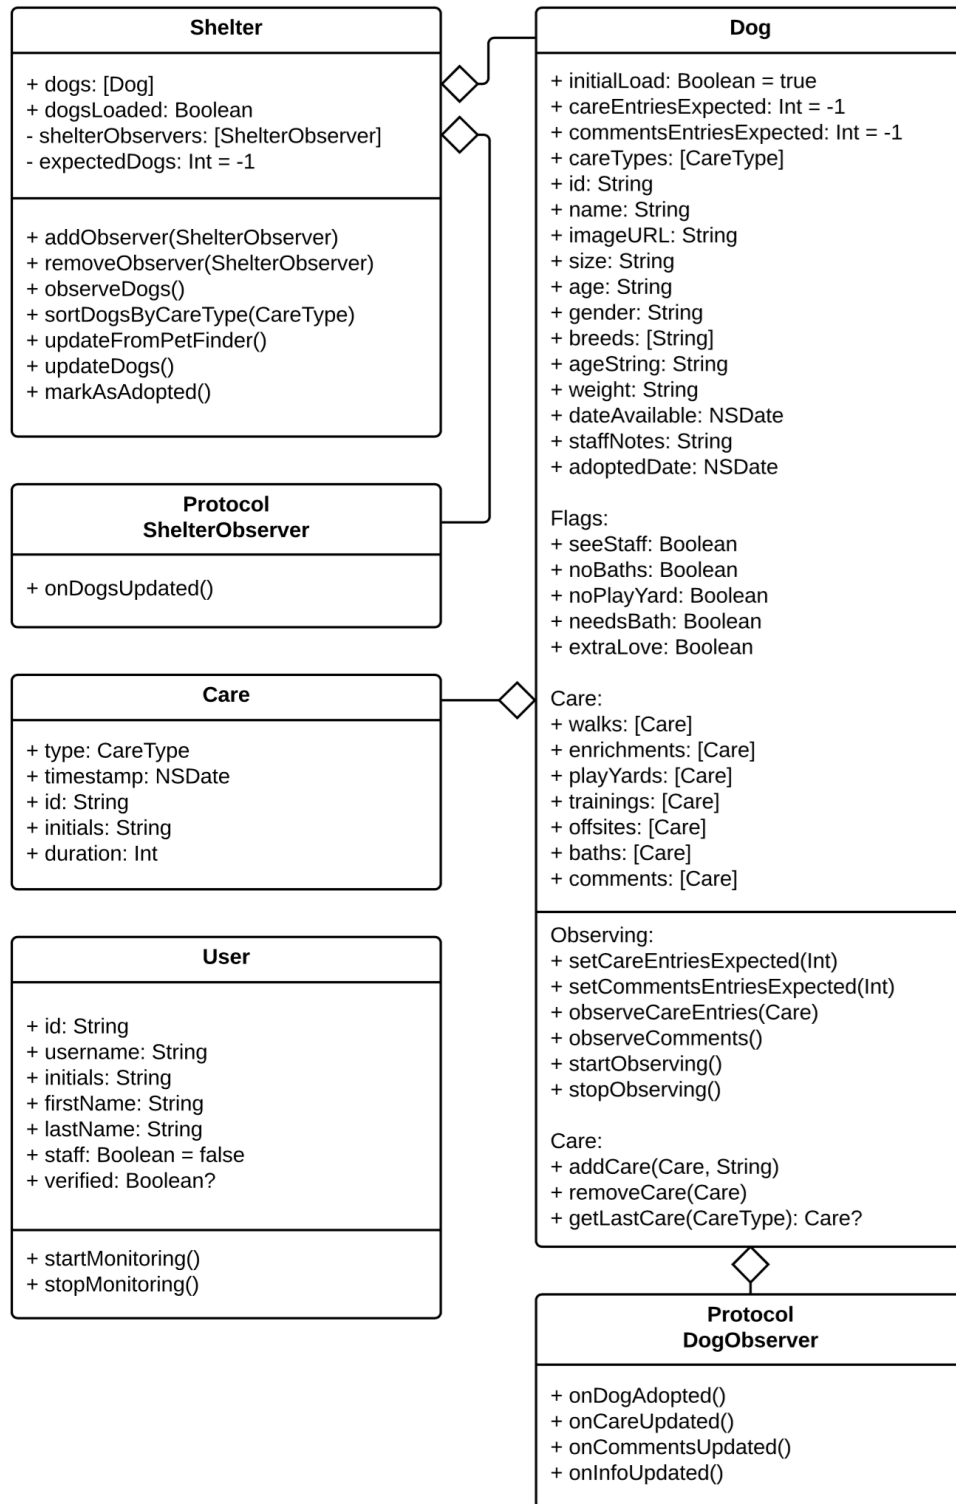 Shelter
+ dogs: [Dog]
+ dogsLoaded: Boolean
- shelterObservers: [ShelterObserver]
- expectedDogs: Int = -1
+ addObserver(ShelterObserver)
+ removeObserver(ShelterObserver)
+ observeDogs()
+ sortDogsByCareType(CareType)
+ updateFromPetFinder()
+ updateDogs()
+ markAsAdopted()
Protocol
ShelterObserver
+ onDogsUpdated()
Care
+ type: CareType
+ timestamp: NSDate
+ id: String
+ initials: String
+ duration: Int
User
+ id: String
+ username: String
+ initials: String
+ firstName: String
+ lastName: String
+ staff: Boolean = false
+ verified: Boolean?
+ startMonitoring()
+ stopMonitoring()
Dog
+ initialLoad: Boolean = true
+ careEntriesExpected: Int = -1
+ commentsEntriesExpected: Int = -1
+ careTypes: [CareType]
+ id: String
+ name: String
+ imageURL: String
+ size: String
+ age: String
+ gender: String
+ breeds: [String]
+ ageString: String
+ weight: String
+ dateAvailable: NSDate
+ staffNotes: String
+ adoptedDate: NSDate
Flags:
+ seeStaff: Boolean
+ noBaths: Boolean
+ noPlayYard: Boolean
+ needsBath: Boolean
+ extraLove: Boolean
Care:
+ walks: [Care]
+ enrichments: [Care]
+ playYards: [Care]
+ trainings: [Care]
+ offsites: [Care]
+ baths: [Care]
+ comments: [Care]
Observing:
+ setCareEntriesExpected(Int)
+ setCommentsEntriesExpected(Int)
+ observeCareEntries(Care)
+ observeComments()
+ startObserving()
+ stopObserving()
Care:
+ addCare(Care, String)
+ removeCare(Care)
+ getLastCare(CareType): Care?
Protocol
DogObserver
+ onDogAdopted()
+ onCareUpdated()
+ onCommentsUpdated()
+ onInfoUpdated()